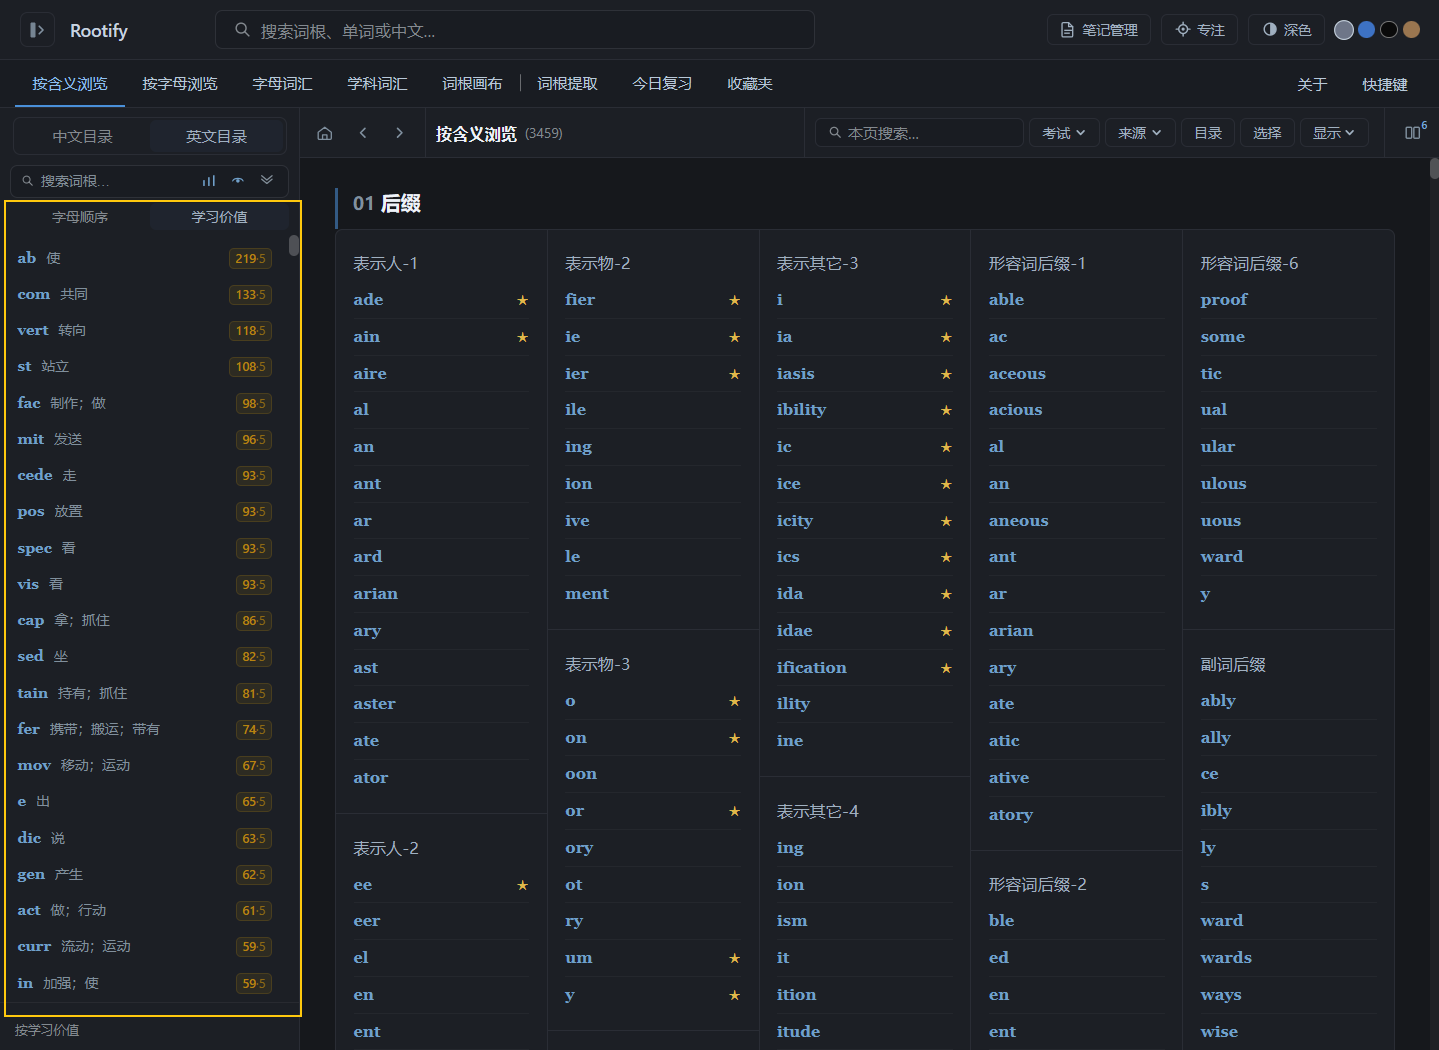 Rootify
搜索词根、单词或中文...
笔记管理
专注
深色
按含义浏览
按字母浏览
字母词汇
学科词汇
词根画布
词根提取
今日复习
收藏夹
关于
快捷键
中文目录
英文目录
搜索词根...
字母顺序
学习价值
ab 使 219·5
com 共同 133·5
vert 转向 118·5
st 站立 108·5
fac 制作；做 98·5
mit 发送 96·5
cede 走 93·5
pos 放置 93·5
spec 看 93·5
vis 看 93·5
cap 拿；抓住 86·5
sed 坐 82·5
tain 持有；抓住 81·5
fer 携带；搬运；带有 74·5
mov 移动；运动 67·5
e 出 65·5
dic 说 63·5
gen 产生 62·5
act 做；行动 61·5
curr 流动；运动 59·5
in 加强；使 59·5
按学习价值
按含义浏览 (3459)
本页搜索...
考试
来源
目录
选择
显示
6
01 后缀
表示人-1
ade ★
ain ★
aire
al
an
ant
ar
ard
arian
ary
ast
aster
ate
ator
表示人-2
ee ★
eer
el
en
ent
表示物-2
fier ★
ie ★
ier ★
ile
ing
ion
ive
le
ment
表示物-3
o ★
on ★
oon
or ★
ory
ot
ry
um ★
y ★
表示其它-3
i ★
ia ★
iasis ★
ibility ★
ic ★
ice ★
icity ★
ics ★
ida ★
idae ★
ification ★
ility
ine
表示其它-4
ing
ion
ism
it
ition
itude
形容词后缀-1
able
ac
aceous
acious
al
an
aneous
ant
ar
arian
ary
ate
atic
ative
atory
形容词后缀-2
ble
ed
en
ent
形容词后缀-6
proof
some
tic
ual
ular
ulous
uous
ward
y
副词后缀
ably
ally
ce
ibly
ly
s
ward
wards
ways
wise